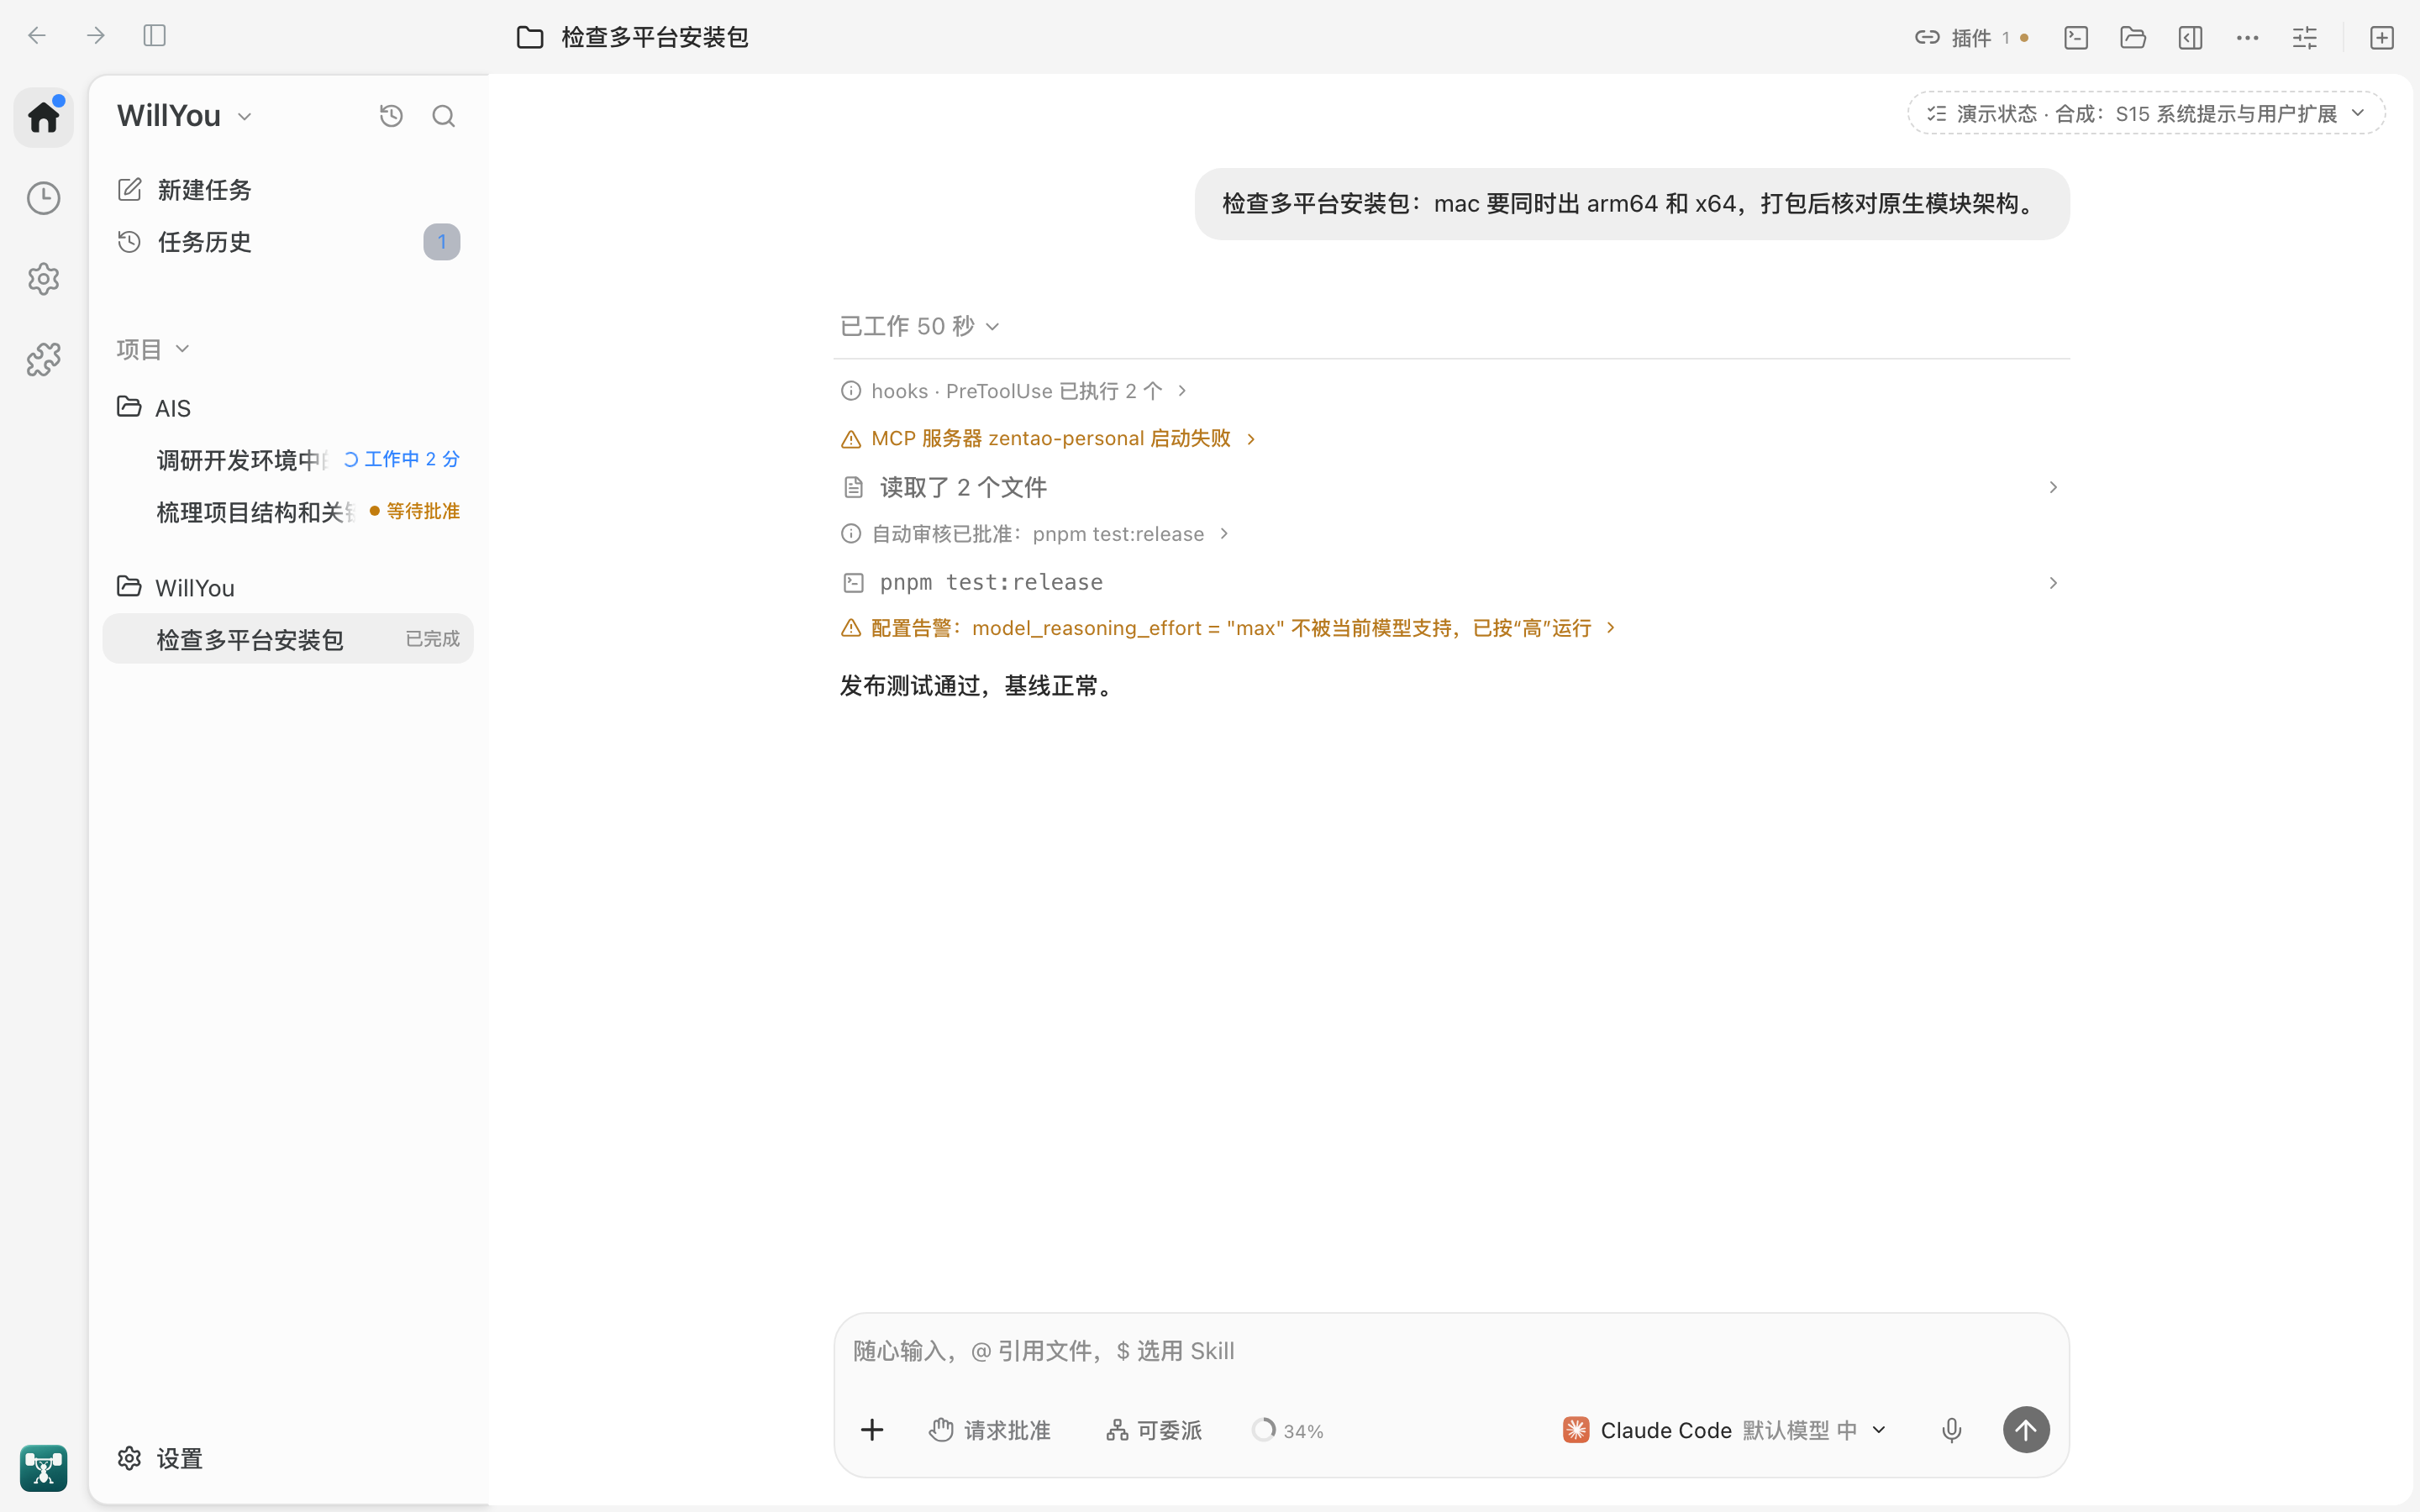 检查多平台安装包
插件 1
WillYou
演示状态 · 合成：S15 系统提示与用户扩展
新建任务
任务历史 1
检查多平台安装包：mac 要同时出 arm64 和 x64，打包后核对原生模块架构。
已工作 50 秒
项目
AIS
调研开发环境中 工作中 2 分
梳理项目结构和关 等待批准
WillYou
检查多平台安装包 已完成
hooks · PreToolUse 已执行 2 个
MCP 服务器 zentao-personal 启动失败
读取了 2 个文件
自动审核已批准：pnpm test:release
pnpm test:release
配置告警：model_reasoning_effort = "max" 不被当前模型支持，已按“高”运行
发布测试通过，基线正常。
随心输入，@ 引用文件，$ 选用 Skill
请求批准 可委派 34% Claude Code 默认模型 中
设置